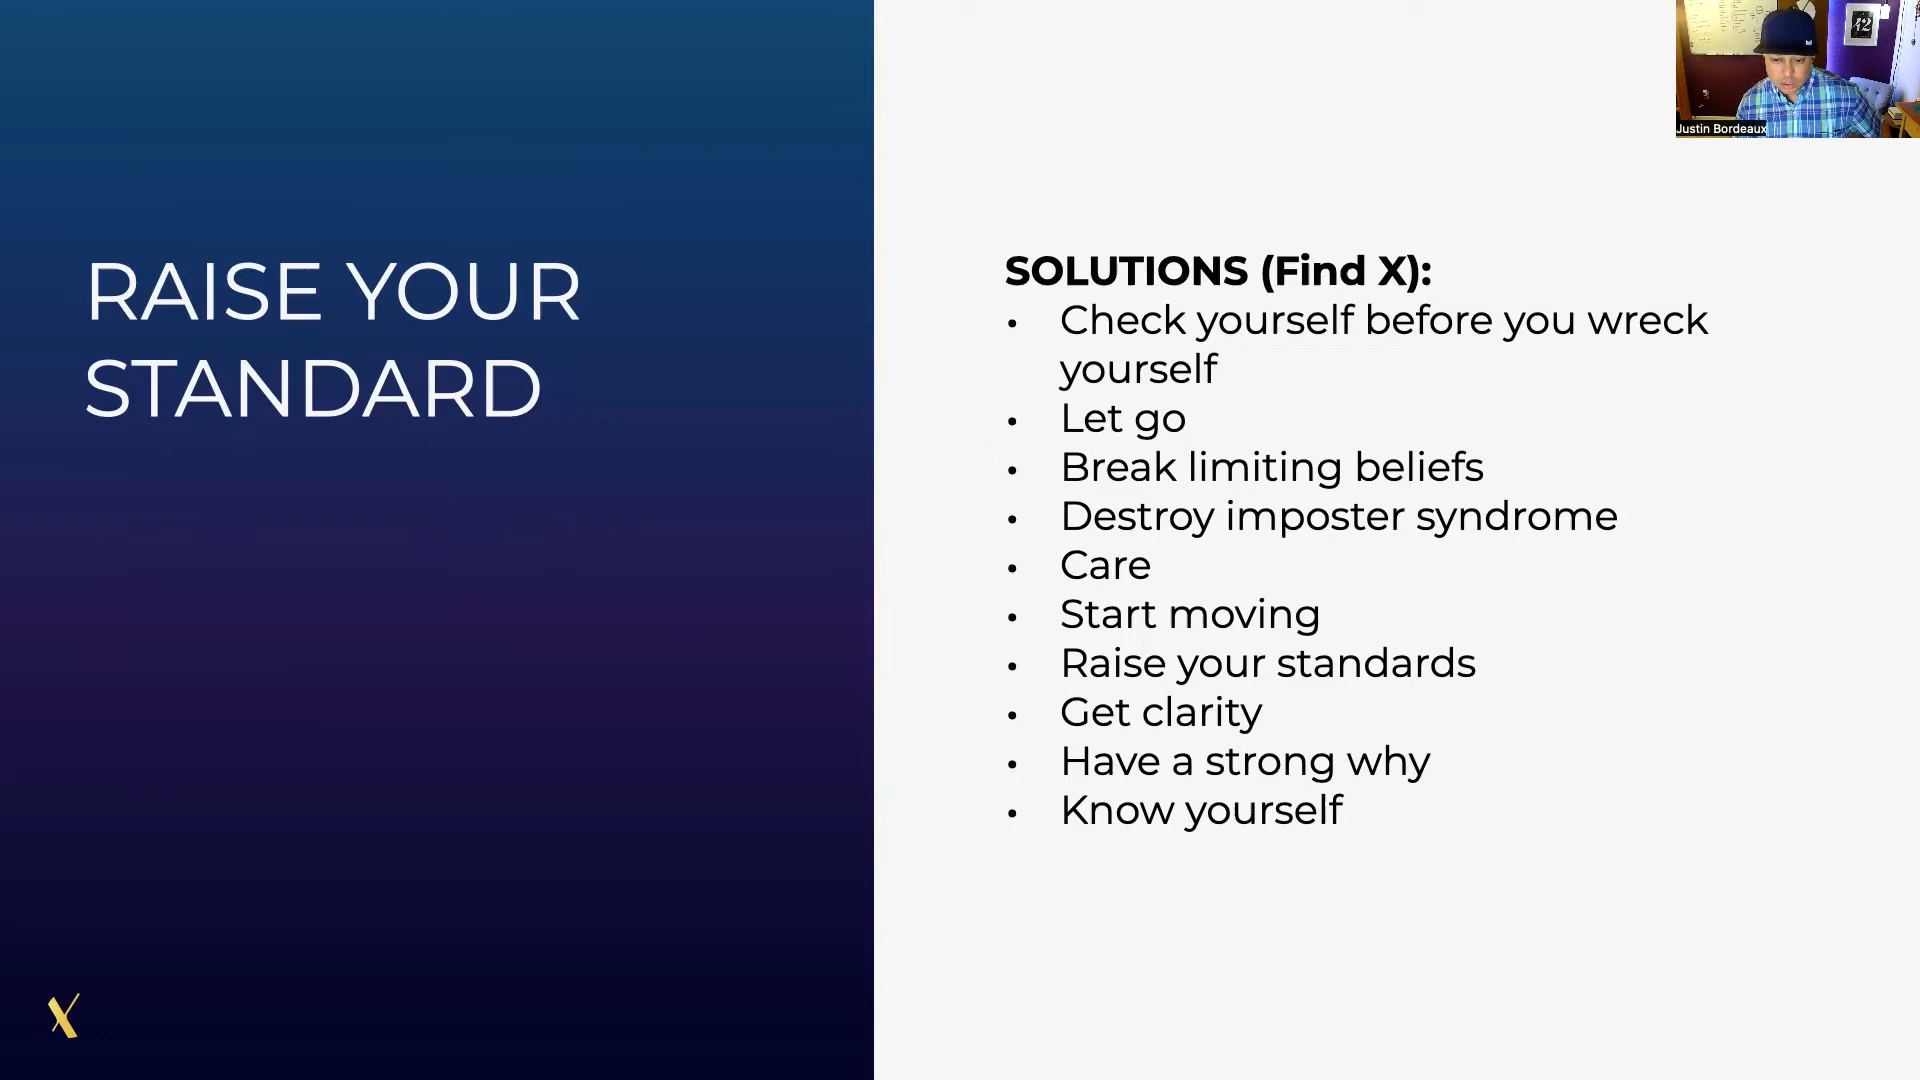 RAISE YOUR
STANDARD
SOLUTIONS (Find X):
• Check yourself before you wreck
yourself
• Let go
• Break limiting beliefs
• Destroy imposter syndrome
• Care
• Start moving
• Raise your standards
• Get clarity
• Have a strong why
• Know yourself
X
42
Justin Bordeaux